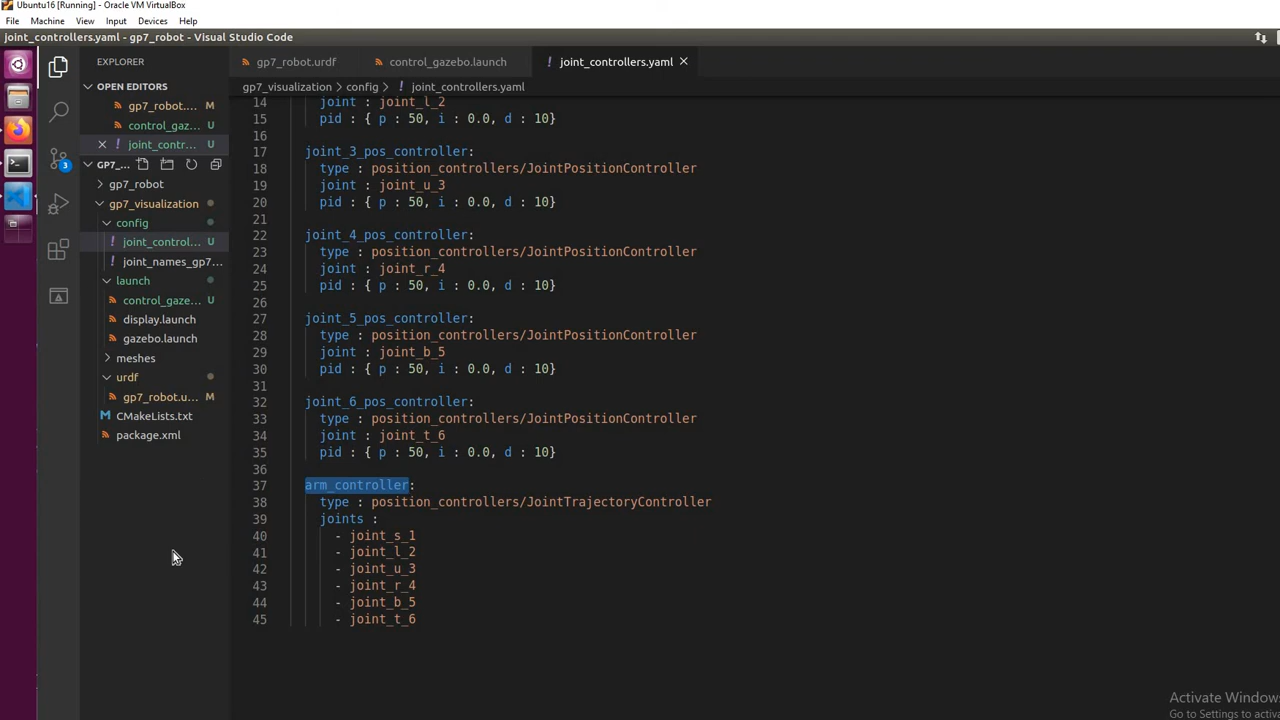 Ubuntu16 [Running] - Oracle VM VirtualBox
File Machine View Input Devices Help
joint_controllers.yaml - gp7_robot - Visual Studio Code
EXPLORER
OPEN EDITORS
gp7_robot.... M
control_gaz... U
joint_contr... U
GP7_...
gp7_robot
gp7_visualization
config
joint_control... U
joint_names_gp7...
launch
control_gaze... U
display.launch
gazebo.launch
meshes
urdf
gp7_robot.u... M
CMakeLists.txt
package.xml
3
gp7_robot.urdf
control_gazebo.launch
joint_controllers.yaml
gp7_visualization > config > ! joint_controllers.yaml
14 joint : joint_l_2
15 pid : { p : 50, i : 0.0, d : 10}
16
17 joint_3_pos_controller:
18 type : position_controllers/JointPositionController
19 joint : joint_u_3
20 pid : { p : 50, i : 0.0, d : 10}
21
22 joint_4_pos_controller:
23 type : position_controllers/JointPositionController
24 joint : joint_r_4
25 pid : { p : 50, i : 0.0, d : 10}
26
27 joint_5_pos_controller:
28 type : position_controllers/JointPositionController
29 joint : joint_b_5
30 pid : { p : 50, i : 0.0, d : 10}
31
32 joint_6_pos_controller:
33 type : position_controllers/JointPositionController
34 joint : joint_t_6
35 pid : { p : 50, i : 0.0, d : 10}
36
37 arm_controller:
38 type : position_controllers/JointTrajectoryController
39 joints :
40 - joint_s_1
41 - joint_l_2
42 - joint_u_3
43 - joint_r_4
44 - joint_b_5
45 - joint_t_6
Activate Windows
Go to Settings to activa